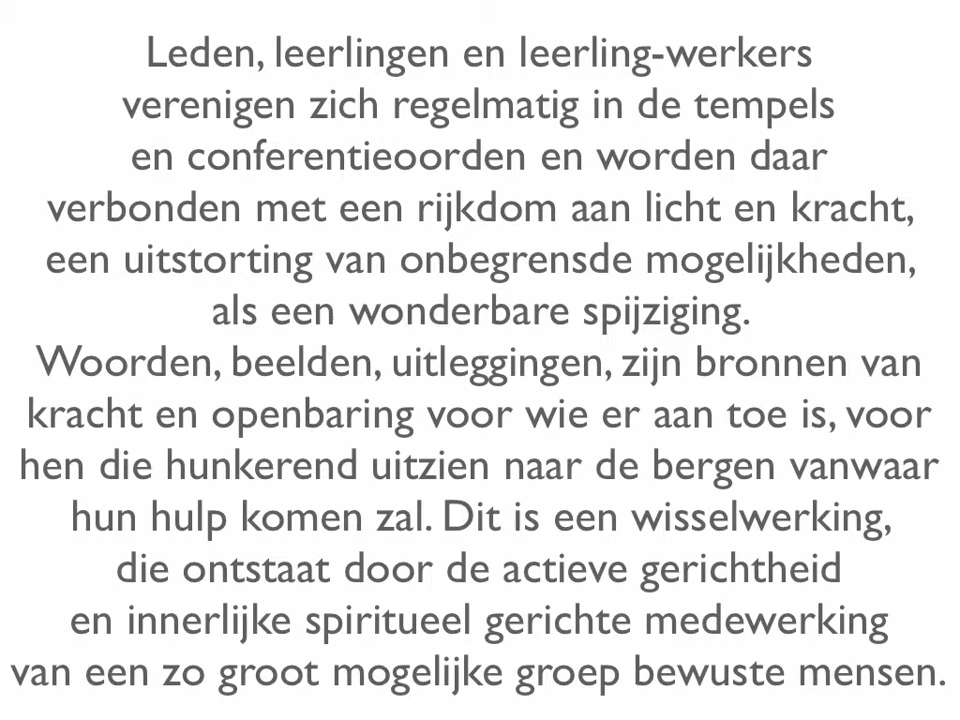 Leden, leerlingen en leerling-werkers
verenigen zich regelmatig in de tempels
en conferentieoorden en worden daar
verbonden met een rijkdom aan licht en kracht,
een uitstorting van onbegrensde mogelijkheden,
als een wonderbare spijziging.
Woorden, beelden, uitleggingen, zijn bronnen van
kracht en openbaring voor wie er aan toe is, voor
hen die hunkerend uitzien naar de bergen vanwaar
hun hulp komen zal. Dit is een wisselwerking,
die ontstaat door de actieve gerichtheid
en innerlijke spiritueel gerichte medewerking
van een zo groot mogelijke groep bewuste mensen.